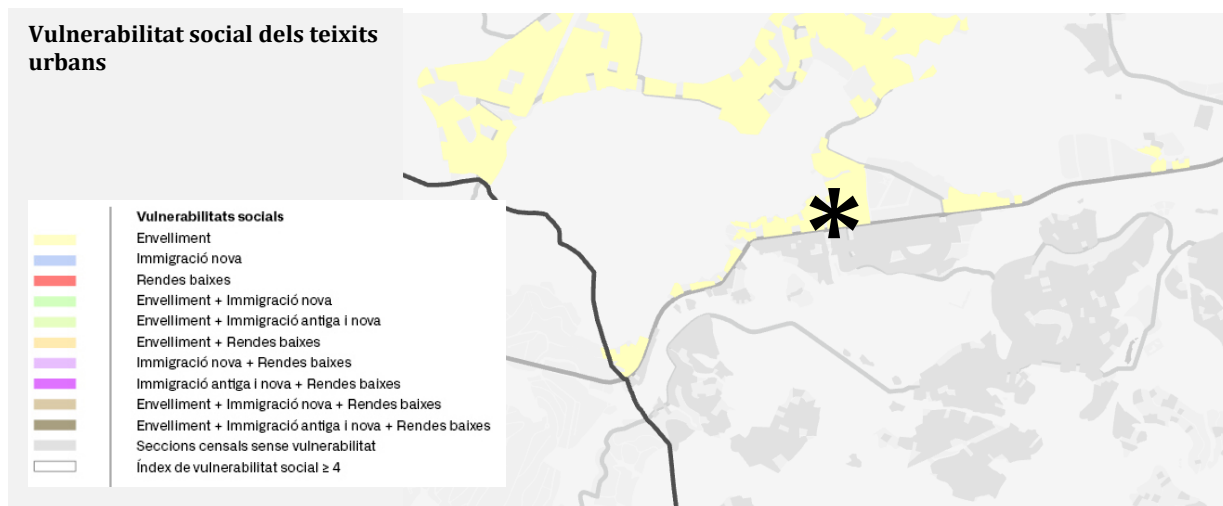 Vulnerabilitat social dels teixits
urbans
Vulnerabilitats socials
Envelliment
Immigració nova
Rendes baixes
Envelliment + Immigració nova
Envelliment + Immigració antiga i nova
Envelliment + Rendes baixes
Immigració nova + Rendes baixes
Immigració antiga i nova + Rendes baixes
Envelliment + Immigració nova + Rendes baixes
Envelliment + Immigració antiga i nova + Rendes baixes
Seccions censals sense vulnerabilitat
Índex de vulnerabilitat social ≥ 4
*